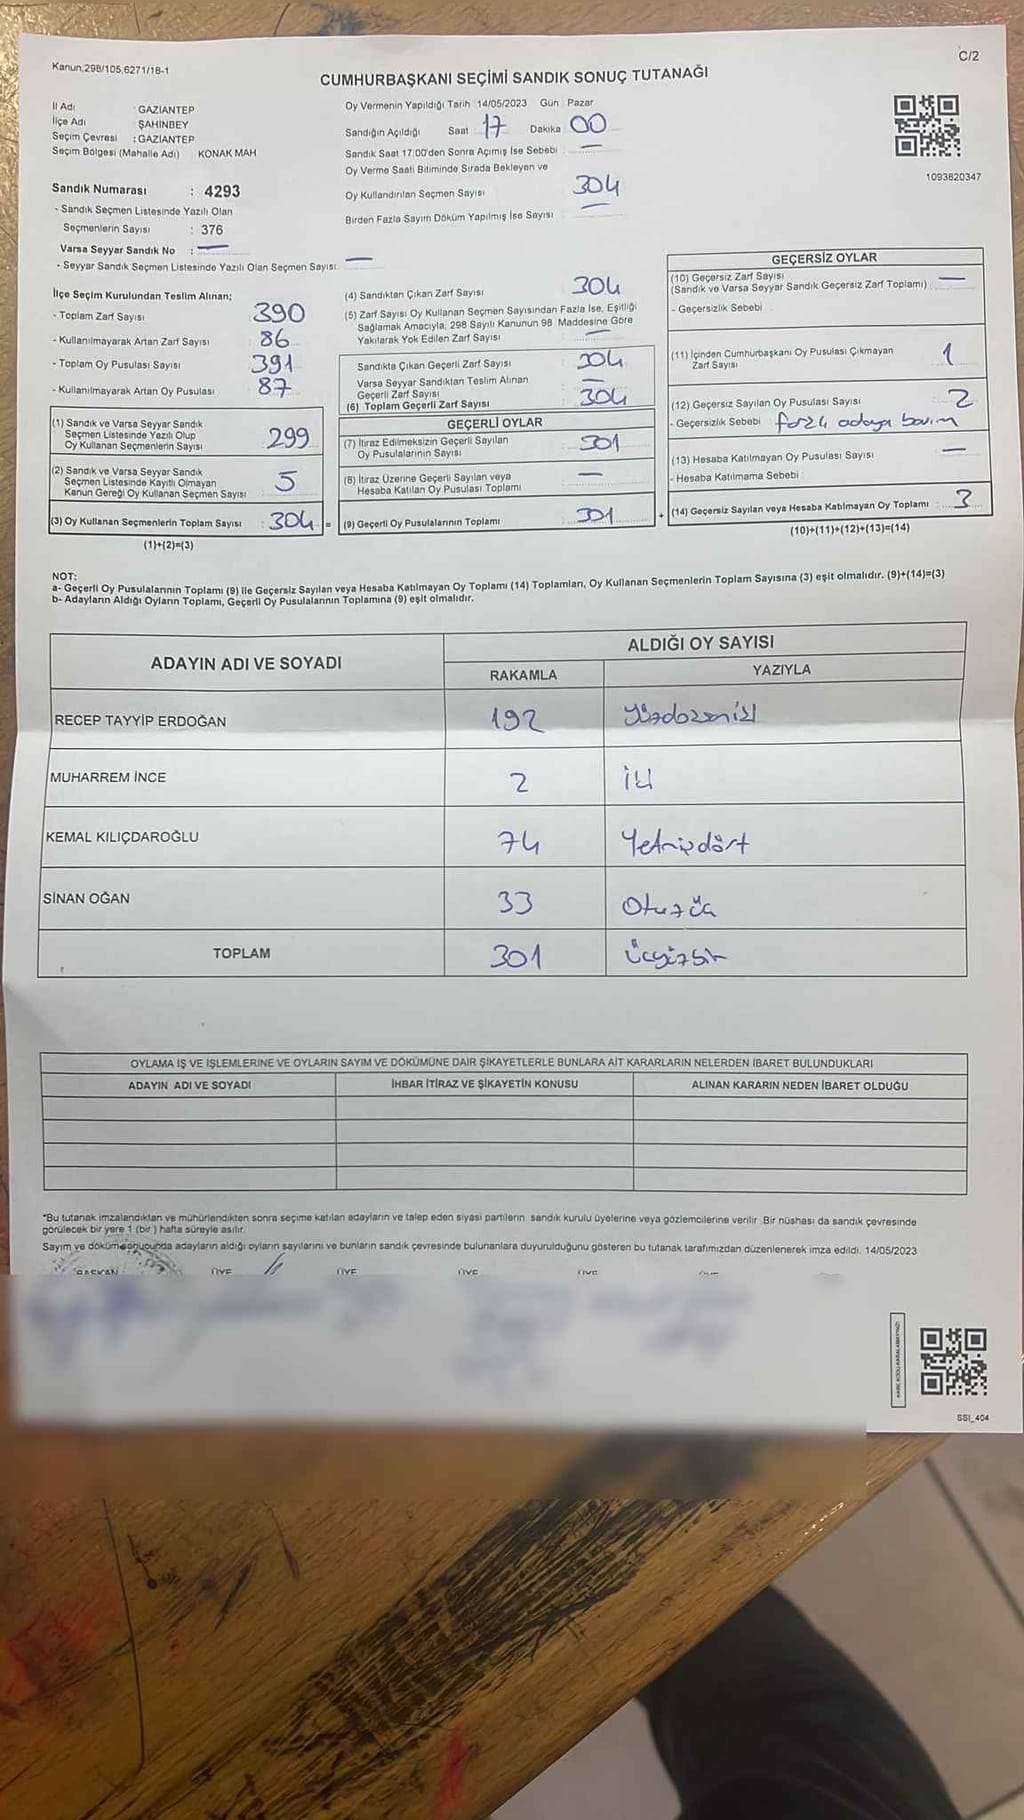 Kanun;298/105,6271/18-1
C/2
CUMHURBAŞKANI SEÇİMİ SANDIK SONUÇ TUTANAĞI
İl Adı : GAZİANTEP
İlçe Adı : ŞAHİNBEY
Seçim Çevresi : GAZİANTEP
Seçim Bölgesi (Mahalle Adı) KONAK MAH
Sandık Numarası : 4293
- Sandık Seçmen Listesinde Yazılı Olan
Seçmenlerin Sayısı : 376
Varsa Seyyar Sandık No : —
- Seyyar Sandık Seçmen Listesinde Yazılı Olan Seçmen Sayısı: —
Oy Vermenin Yapıldığı Tarih :14/05/2023 Gün : Pazar
Sandığın Açıldığı Saat : 17 Dakika : 00
Sandık Saat 17:00'den Sonra Açımış İse Sebebi : —
Oy Verme Saati Bitiminde Sırada Bekleyen ve
Oy Kullandırılan Seçmen Sayısı 304
Birden Fazla Sayım Döküm Yapılmış İse Sayısı : —
1093820347
İlçe Seçim Kurulundan Teslim Alınan;
- Toplam Zarf Sayısı : 390
- Kullanılmayarak Artan Zarf Sayısı : 86
- Toplam Oy Pusulası Sayısı : 391
- Kullanılmayarak Artan Oy Pusulası : 87
(1) Sandık ve Varsa Seyyar Sandık
Seçmen Listesinde Yazılı Olup
Oy Kullanan Seçmenlerin Sayısı : 299
(2) Sandık ve Varsa Seyyar Sandık
Seçmen Listesinde Kayıtlı Olmayan
Kanun Gereği Oy Kullanan Seçmen Sayısı : 5
(3) Oy Kullanan Seçmenlerin Toplam Sayısı : 304 =
(1)+(2)=(3)
(4) Sandıktan Çıkan Zarf Sayısı : 304
(5) Zarf Sayısı Oy Kullanan Seçmen Sayısından Fazla İse, Eşitliği
Sağlamak Amacıyla, 298 Sayılı Kanunun 98. Maddesine Göre
Yakılarak Yok Edilen Zarf Sayısı : —
Sandıkta Çıkan Geçerli Zarf Sayısı : 304
Varsa Seyyar Sandıktan Teslim Alınan
Geçerli Zarf Sayısı : —
(6) Toplam Geçerli Zarf Sayısı : 304
GEÇERLİ OYLAR
(7) İtiraz Edilmeksizin Geçerli Sayılan
Oy Pusulalarının Sayısı : 301
(8) İtiraz Üzerine Geçerli Sayılan veya
Hesaba Katılan Oy Pusulası Toplamı : —
(9) Geçerli Oy Pusulalarının Toplamı : 301 +
GEÇERSİZ OYLAR
(10) Geçersiz Zarf Sayısı
(Sandık ve Varsa Seyyar Sandık Geçersiz Zarf Toplamı) : —
- Geçersizlik Sebebi :
(11) İçinden Cumhurbaşkanı Oy Pusulası Çıkmayan
Zarf Sayısı : 1
(12) Geçersiz Sayılan Oy Pusulası Sayısı : 2
- Geçersizlik Sebebi :
(13) Hesaba Katılmayan Oy Pusulası Sayısı : —
- Hesaba Katılmama Sebebi :
(14) Geçersiz Sayılan veya Hesaba Katılmayan Oy Toplamı : 3
(10)+(11)+(12)+(13)=(14)
NOT:
a- Geçerli Oy Pusulalarının Toplamı (9) ile Geçersiz Sayılan veya Hesaba Katılmayan Oy Toplamı (14) Toplamları, Oy Kullanan Seçmenlerin Toplam Sayısına (3) eşit olmalıdır. (9)+(14)=(3)
b- Adayların Aldığı Oyların Toplamı, Geçerli Oy Pusulalarının Toplamına (9) eşit olmalıdır.
ADAYIN ADI VE SOYADI ALDIĞI OY SAYISI
RAKAMLA YAZIYLA
RECEP TAYYİP ERDOĞAN 192 Yüzdoksaniki
MUHARREM İNCE 2 İki
KEMAL KILIÇDAROĞLU 74 Yetmişdört
SİNAN OĞAN 33 Otuzüç
TOPLAM 301 Üçyüzbir
OYLAMA İŞ VE İŞLEMLERİNE VE OYLARIN SAYIM VE DÖKÜMÜNE DAİR ŞİKAYETLERLE BUNLARA AİT KARARLARIN NELERDEN İBARET BULUNDUKLARI
ADAYIN ADI VE SOYADI İHBAR İTİRAZ VE ŞİKAYETİN KONUSU ALINAN KARARIN NEDEN İBARET OLDUĞU
*Bu tutanak imzalandıktan ve mühürlendikten sonra seçime katılan adayların ve talep eden siyasi partilerin sandık kurulu üyelerine veya gözlemcilerine verilir. Bir nüshası da sandık çevresinde
görülecek bir yere 1 (bir ) hafta süreyle asılır.
Sayım ve döküm sonucunda adayların aldığı oyların sayılarını ve bunların sandık çevresinde bulunanlara duyurulduğunu gösteren bu tutanak tarafımızdan düzenlenerek imza edildi. 14/05/2023
BAŞKAN ÜYE ÜYE ÜYE ÜYE ÜYE
SSI_404